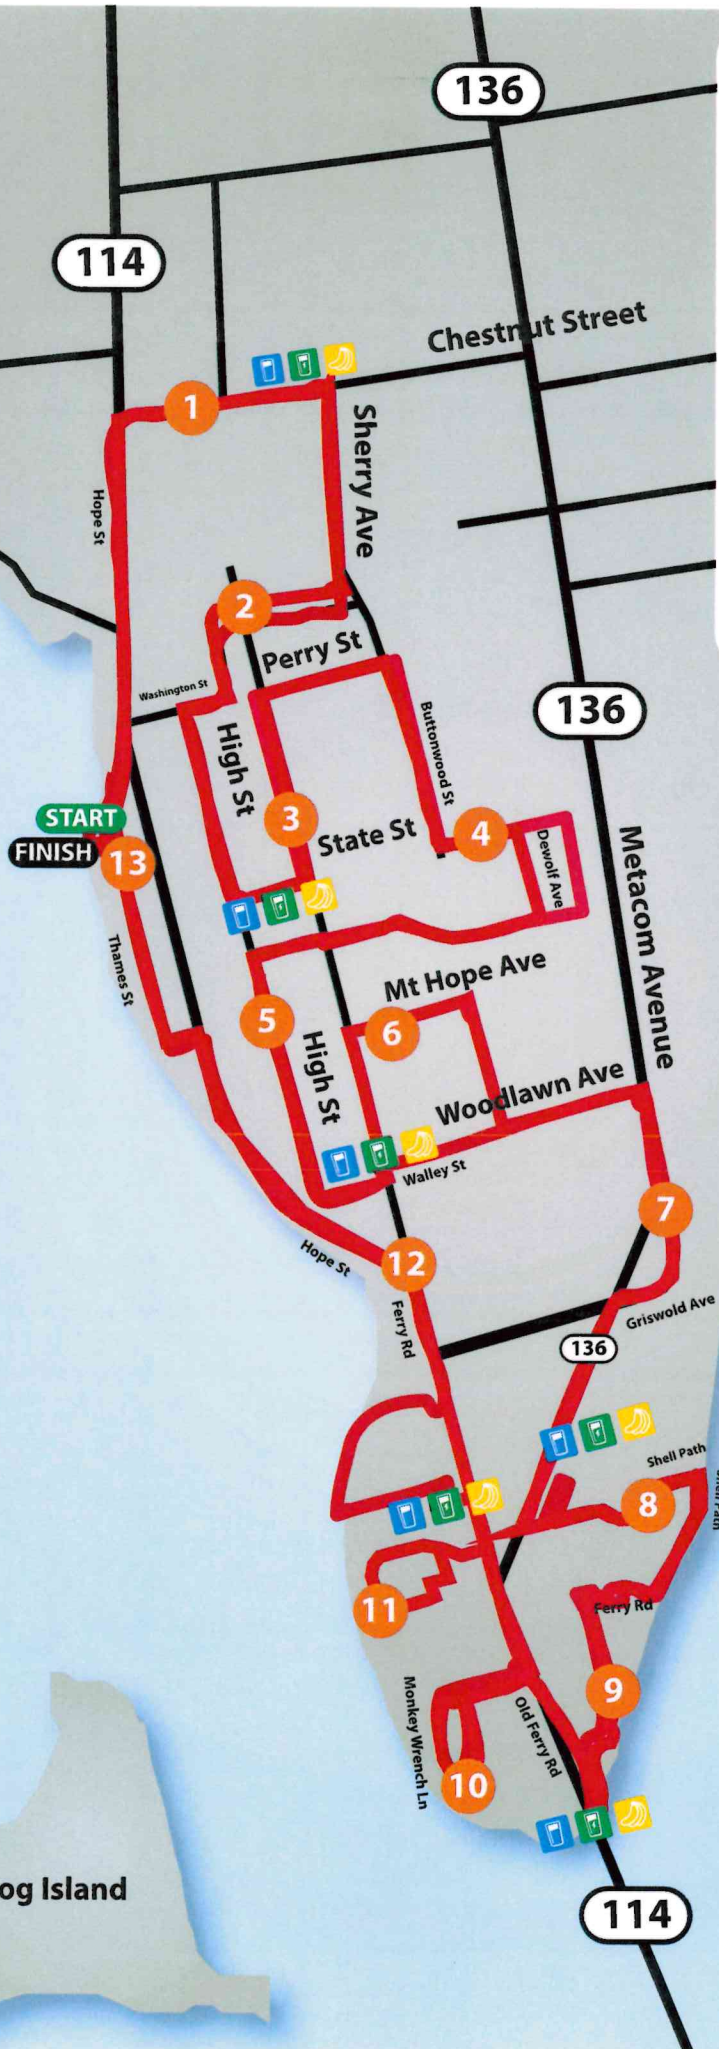 136
114
Chestnut Street
1
Sherry Ave
Hope St
2
Perry St
Washington St
136
High St
Buttonwood St
START
FINISH
13
3
State St
4
Dewolf Ave
Metacom Avenue
Thames St
Mt Hope Ave
5
6
High St
Woodlawn Ave
Walley St
7
Hope St
12
Ferry Rd
Griswold Ave
136
Shell Path
8
11
Ferry Rd
9
Monkey Wrench Ln
Old Ferry Rd
10
og Island
114